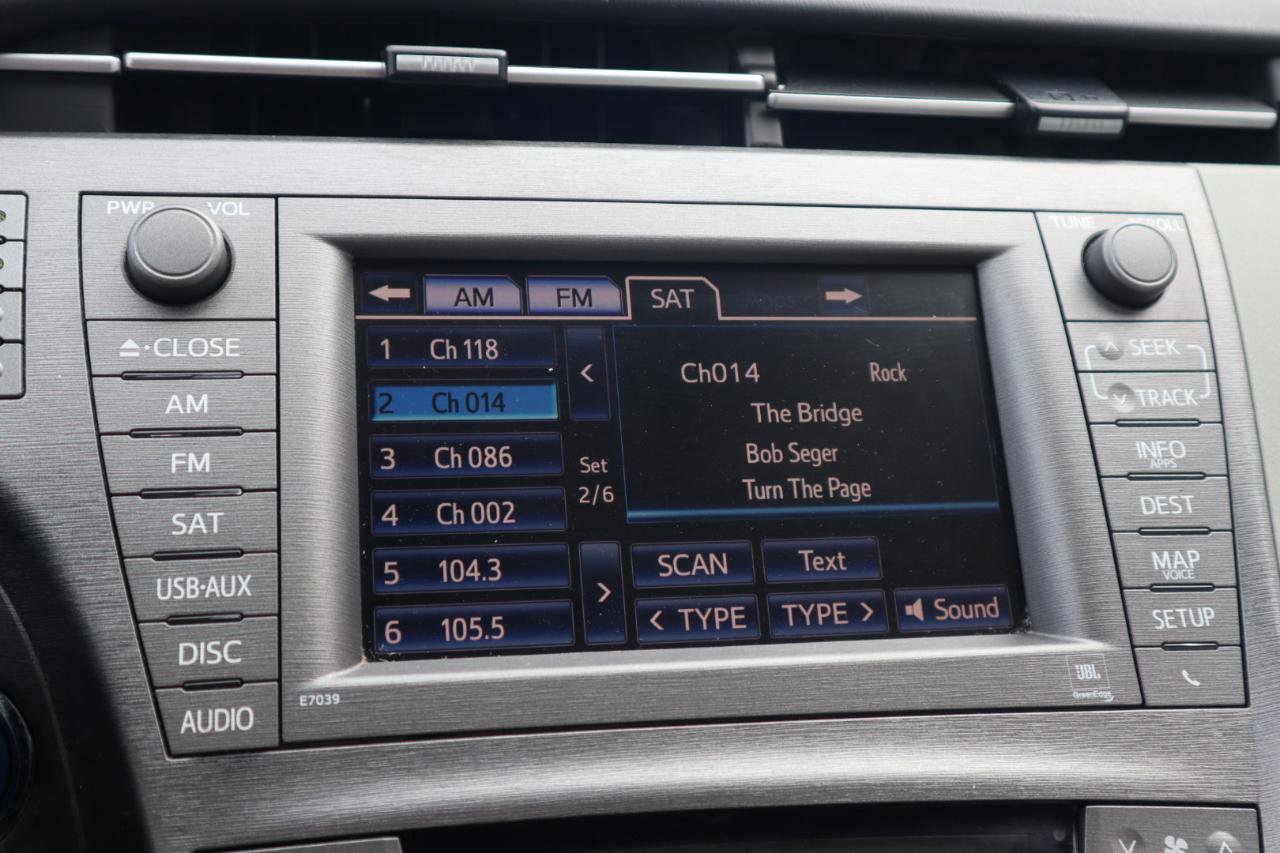 PWR VOL
TUNE SCROLL
AM FM SAT
CLOSE
AM
FM
SAT
USB·AUX
DISC
AUDIO
1 Ch 118
2 Ch 014
3 Ch 086
4 Ch 002
5 104.3
6 105.5
<
Set
2/6
>
Ch014 Rock
The Bridge
Bob Seger
Turn The Page
SCAN Text
< TYPE TYPE > Sound
SEEK
TRACK
INFO
APPS
DEST
MAP
VOICE
SETUP
E7039
JBL
GreenEdge